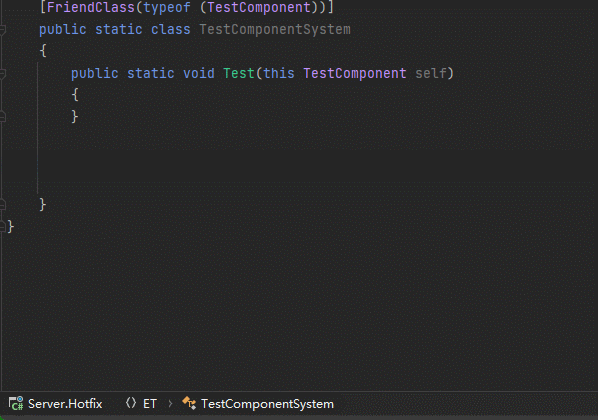 [FriendClass(typeof (TestComponent))]
public static class TestComponentSystem
{
public static void Test(this TestComponent self)
{
}
}
}
C# Server.Hotfix ET TestComponentSystem